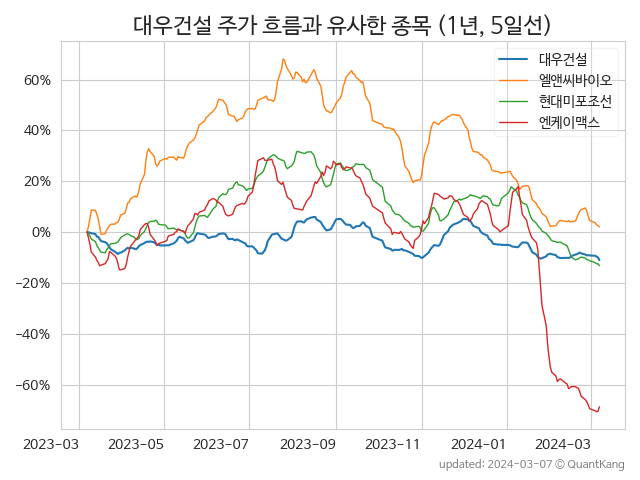 대우건설 주가 흐름과 유사한 종목 (1년, 5일선)
대우건설
엘앤씨바이오
현대미포조선
엔케이맥스
60%
40%
20%
0%
−20%
−40%
−60%
2023-03 2023-05 2023-07 2023-09 2023-11 2024-01 2024-03
updated: 2024-03-07 © QuantKang